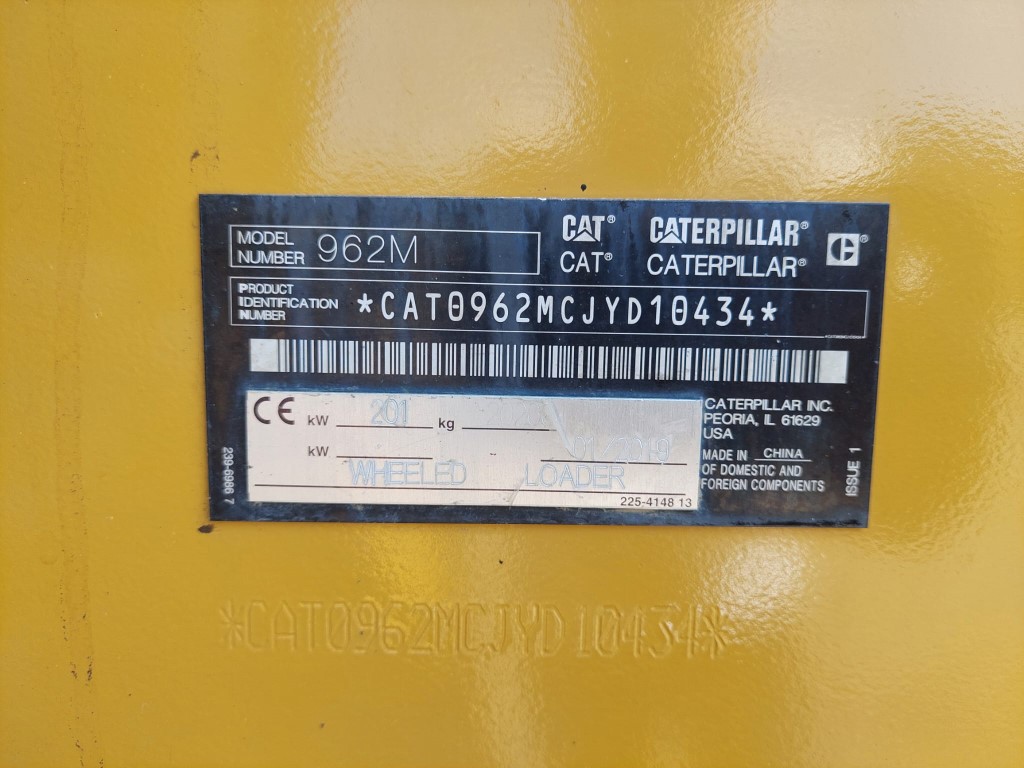 MODEL NUMBER 962M
CAT® CATERPILLAR®
CAT® CATERPILLAR®
PRODUCT
IDENTIFICATION
NUMBER
*CAT0962MCJYD10434*
CE kW 201 kg
kW 01-2019
WHEELED LOADER
225-4148 13
239-6966 7
CATERPILLAR INC.
PEORIA, IL 61629
USA
MADE IN CHINA
OF DOMESTIC AND
FOREIGN COMPONENTS
ISSUE 1
*CAT0962MCJYD10434*